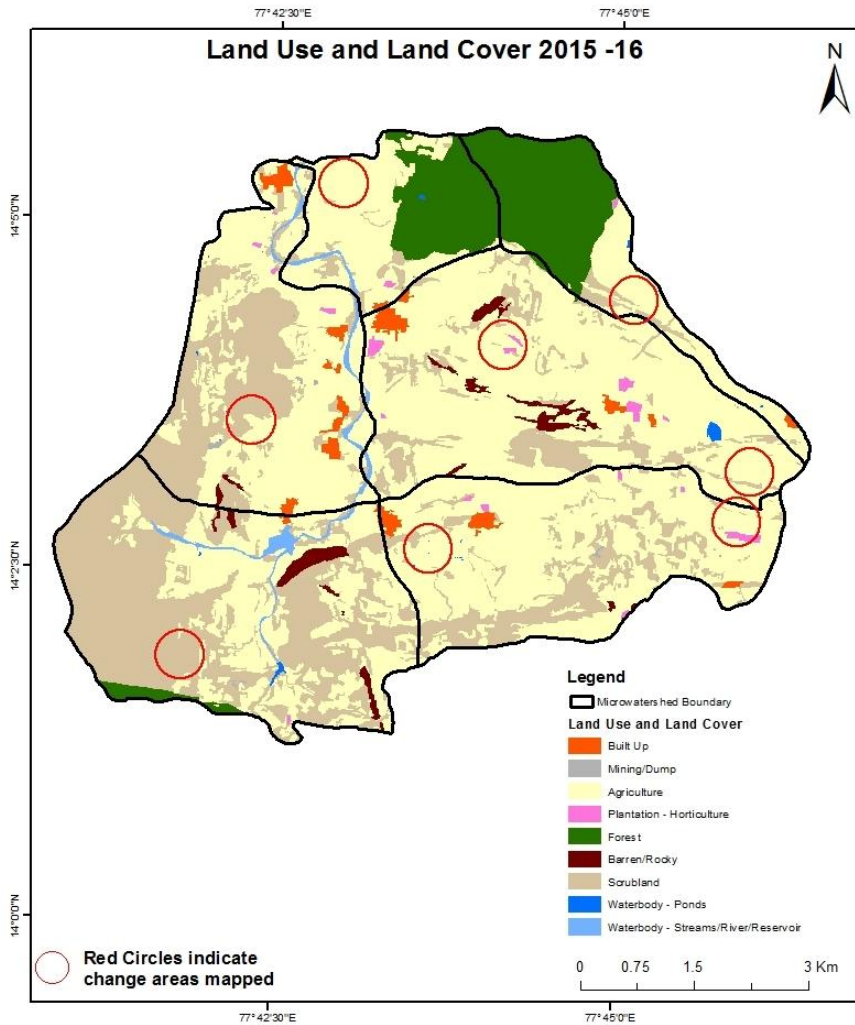 77°42'30"E
77°45'0"E
Land Use and Land Cover 2015 -16
N
14°5'0"N
14°2'30"N
14°0'0"N
Legend
Microwatershed Boundary
Land Use and Land Cover
Built Up
Mining/Dump
Agriculture
Plantation - Horticulture
Forest
Barren/Rocky
Scrubland
Waterbody - Ponds
Waterbody - Streams/River/Reservoir
Red Circles indicate
change areas mapped
0 0.75 1.5 3 Km
77°42'30"E
77°45'0"E